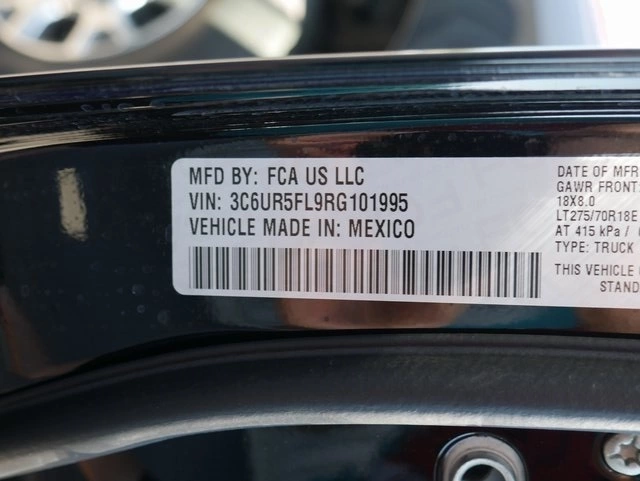 MFD BY: FCA US LLC
VIN: 3C6UR5FL9RG101995
VEHICLE MADE IN: MEXICO
DATE OF MFR
GAWR FRONT:
18X8.0
LT275/70R18E
AT 415 kPa /
TYPE: TRUCK
THIS VEHICLE
STAND